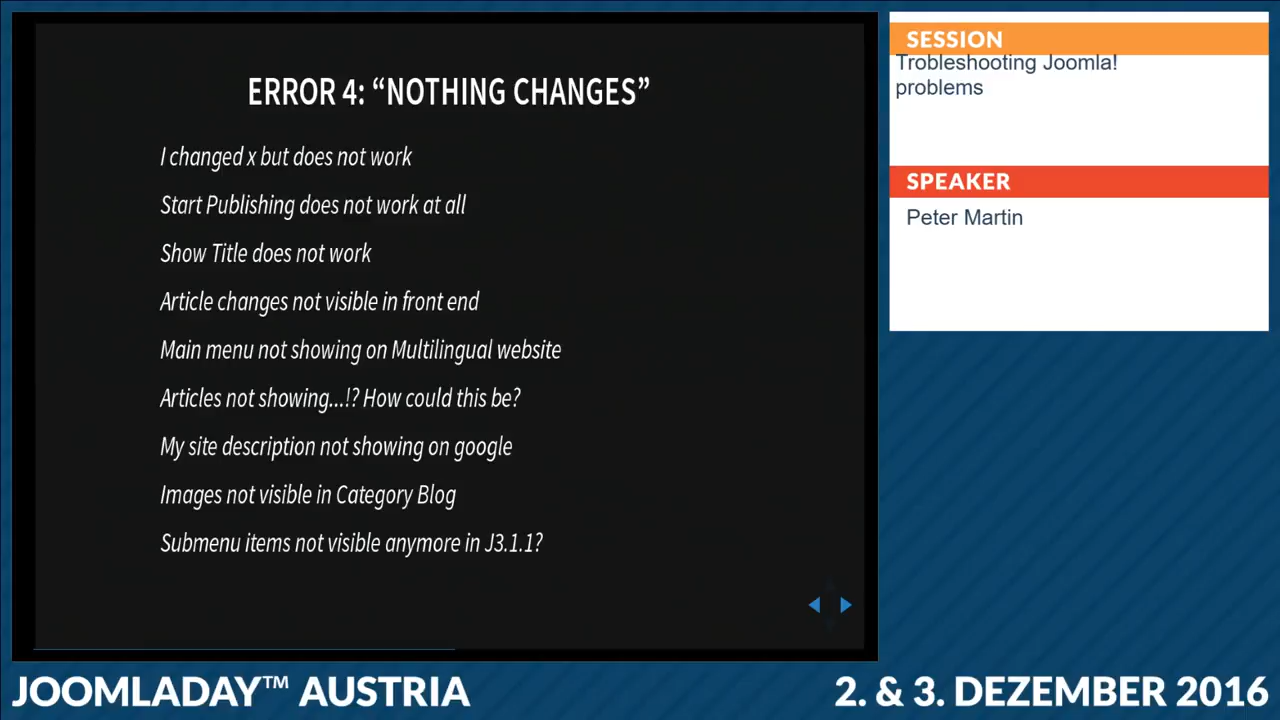 ERROR 4: “NOTHING CHANGES”
I changed x but does not work
Start Publishing does not work at all
Show Title does not work
Article changes not visible in front end
Main menu not showing on Multilingual website
Articles not showing...!? How could this be?
My site description not showing on google
Images not visible in Category Blog
Submenu items not visible anymore in J3.1.1?
SESSION
Trobleshooting Joomla!
problems
SPEAKER
Peter Martin
JOOMLADAY™ AUSTRIA
2. & 3. DEZEMBER 2016